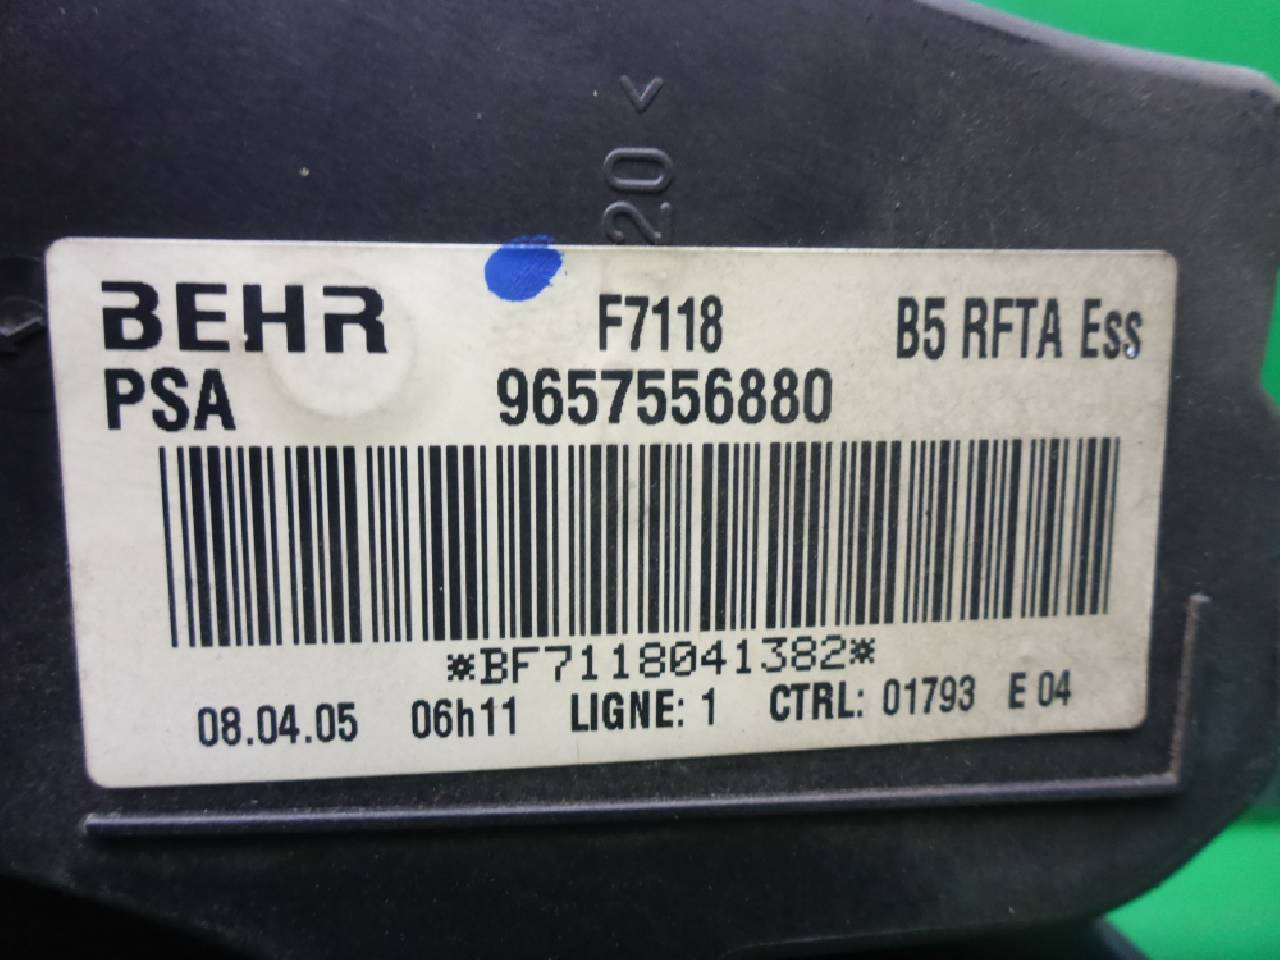 20 <
BEHR F7118 B5 RFTA Ess
PSA 9657556880
*BF7118041382*
08.04.05 06h11 LIGNE: 1 CTRL: 01793 E 04